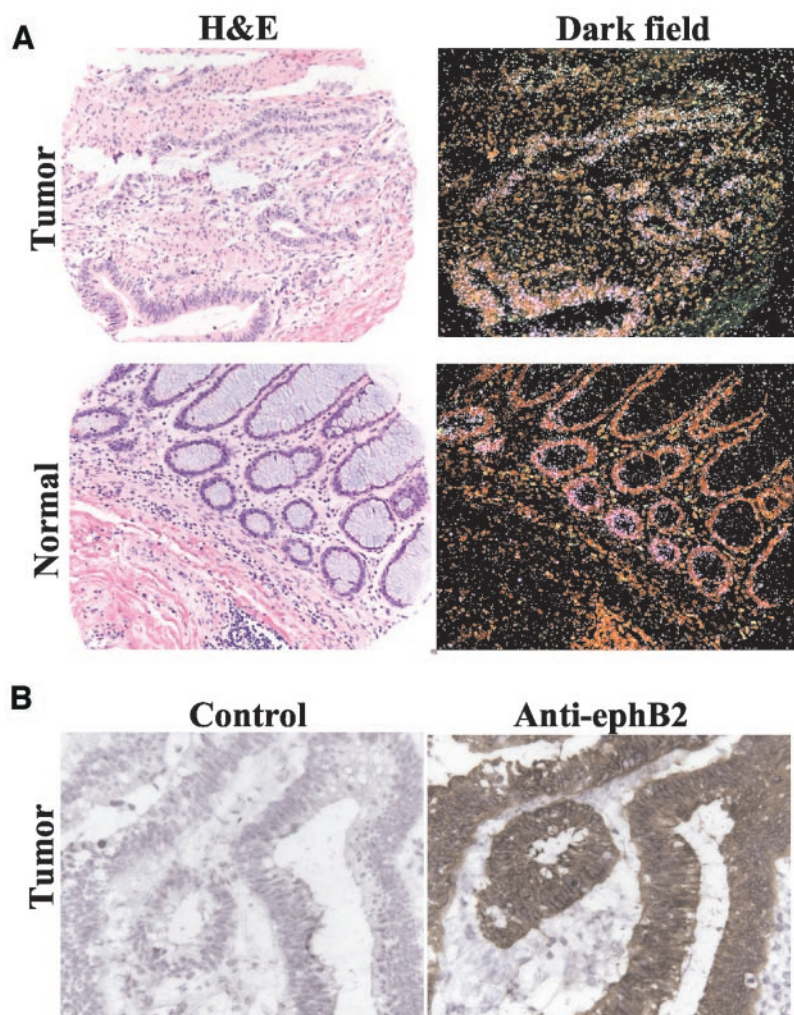 A
H&E
Dark field
Tumor
Normal
B
Control
Anti-ephB2
Tumor